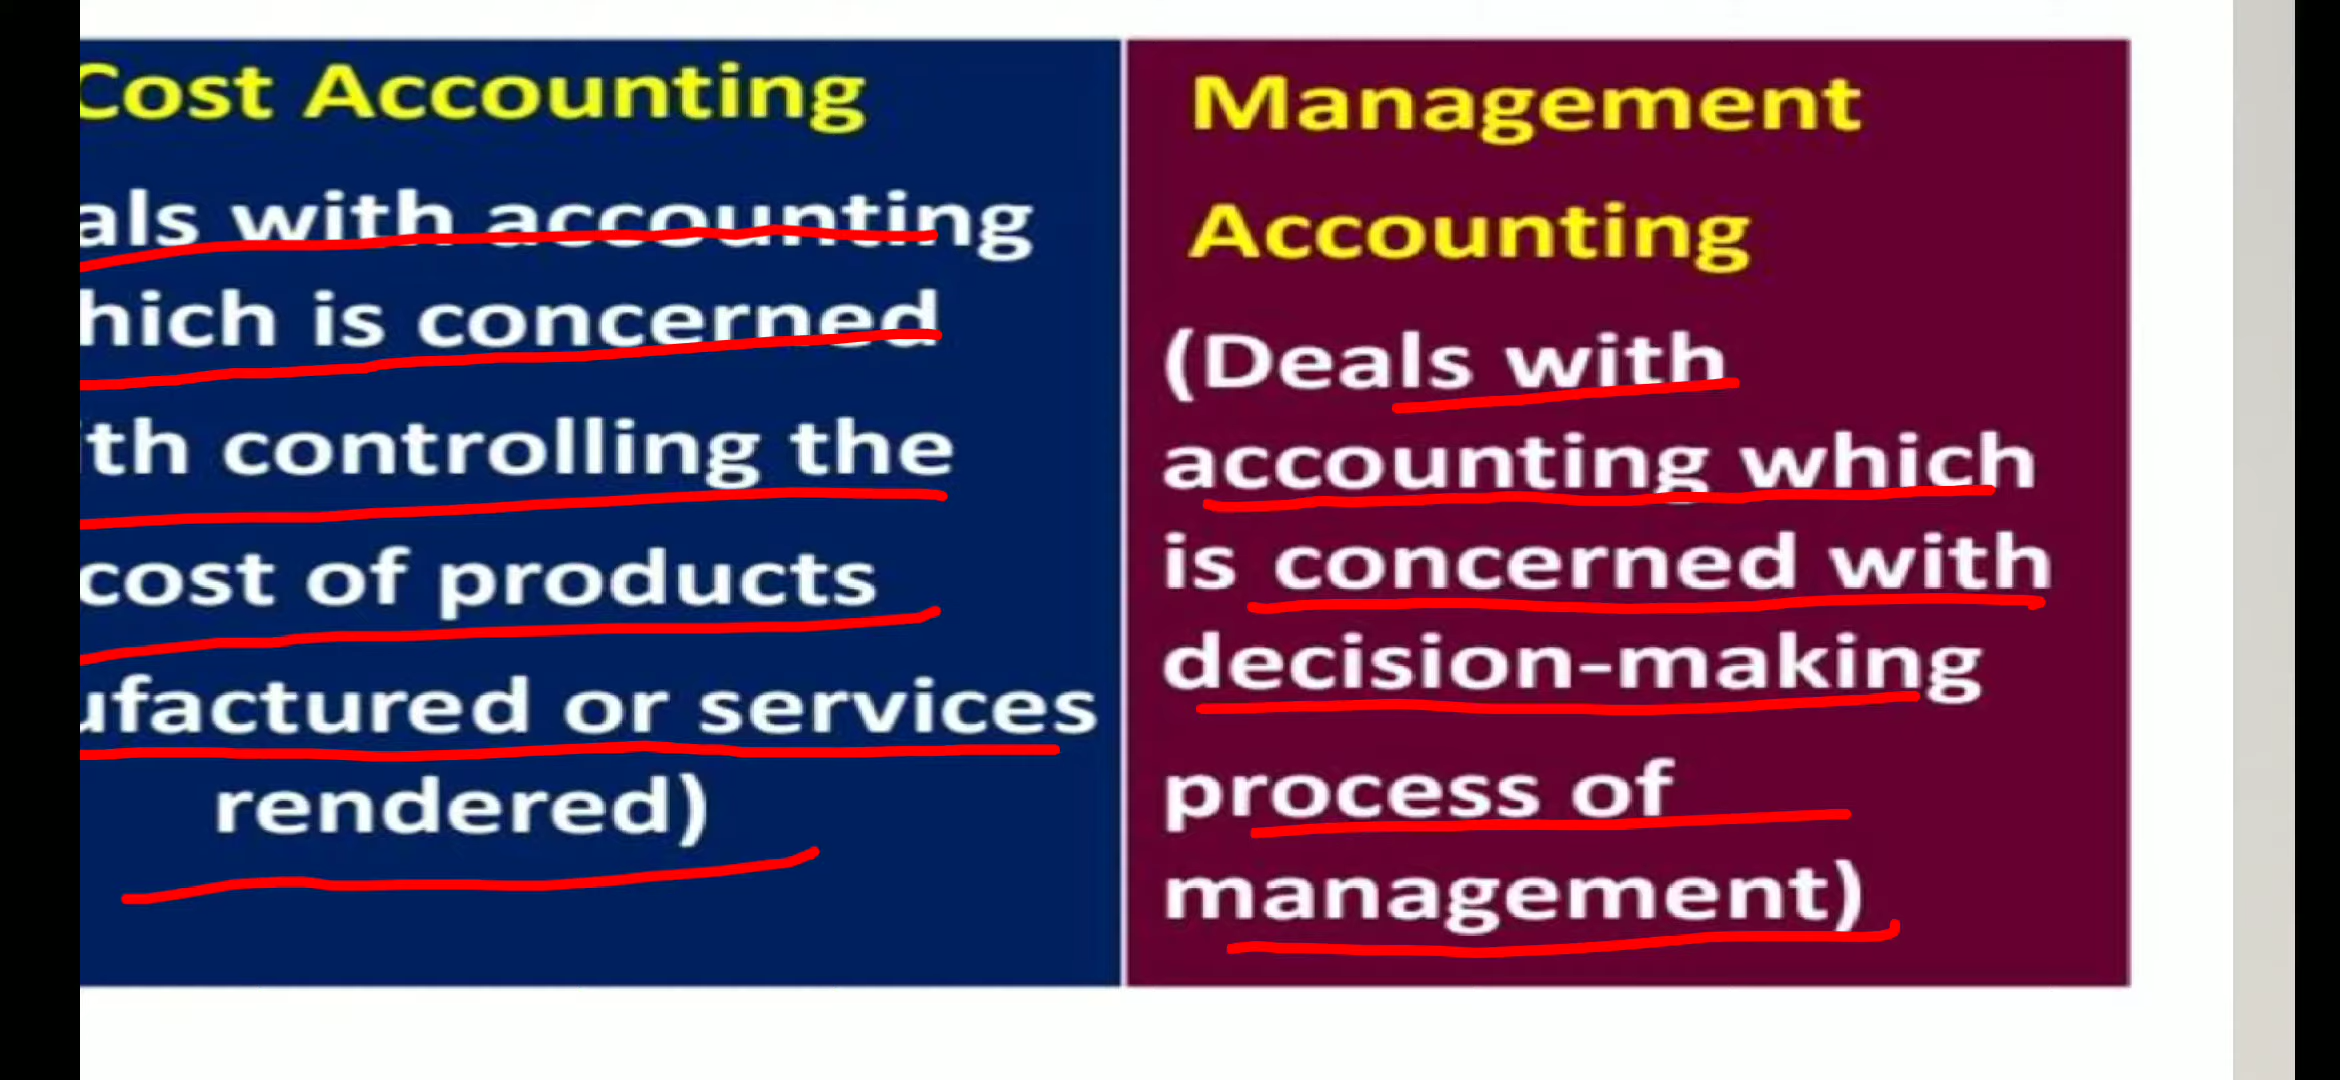 Cost Accounting
als with accounting
hich is concerned
ith controlling the
cost of products
ufactured or services
rendered)
Management
Accounting
(Deals with
accounting which
is concerned with
decision-making
process of
management)